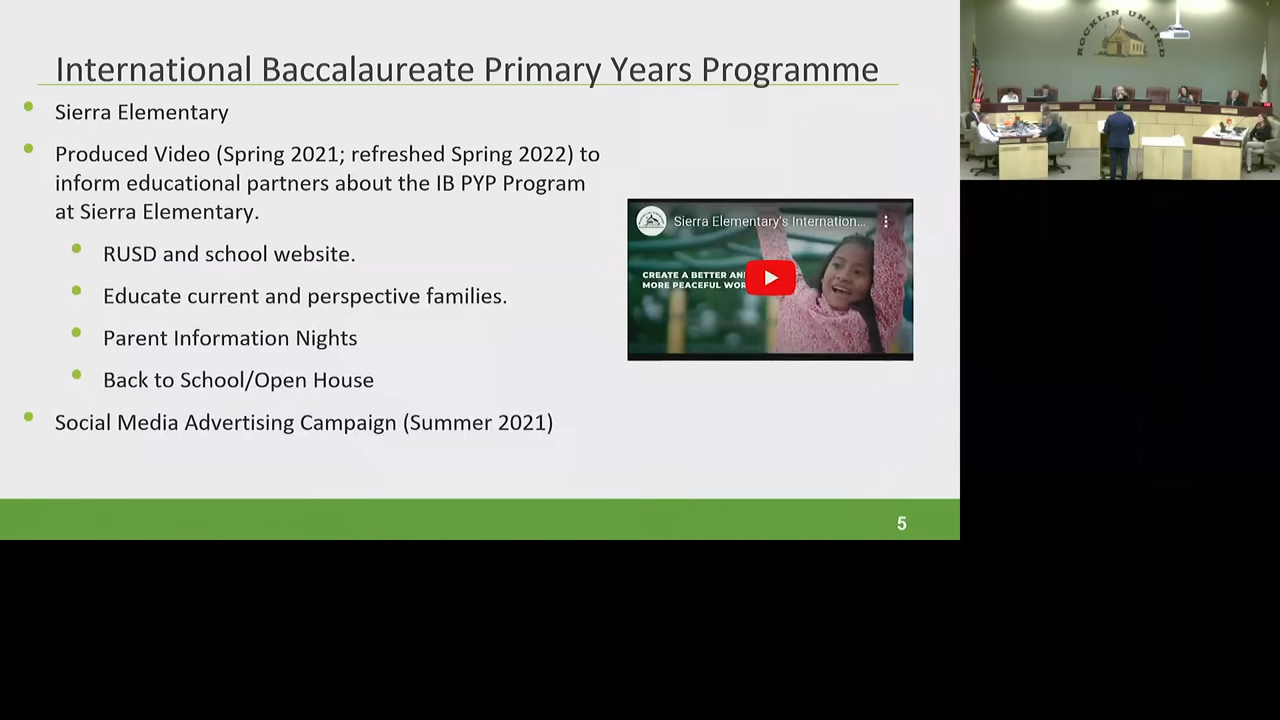 International Baccalaureate Primary Years Programme
Sierra Elementary
Produced Video (Spring 2021; refreshed Spring 2022) to
inform educational partners about the IB PYP Program
at Sierra Elementary.
RUSD and school website.
Educate current and perspective families.
Parent Information Nights
Back to School/Open House
Social Media Advertising Campaign (Summer 2021)
Sierra Elementary's Internation...
CREATE A BETTER AN
MORE PEACEFUL WOR
5
ROCKLIN UNIFIED